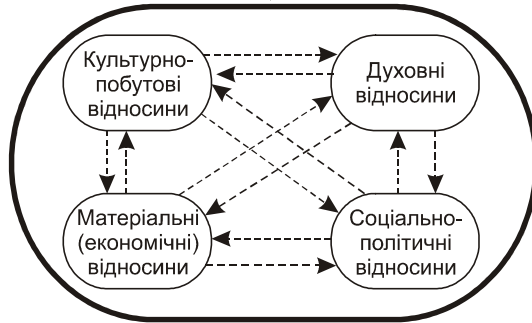 Культурно-
побутові
відносини
Духовні
відносини
Матеріальні
(економічні)
відносини
Соціально-
політичні
відносини